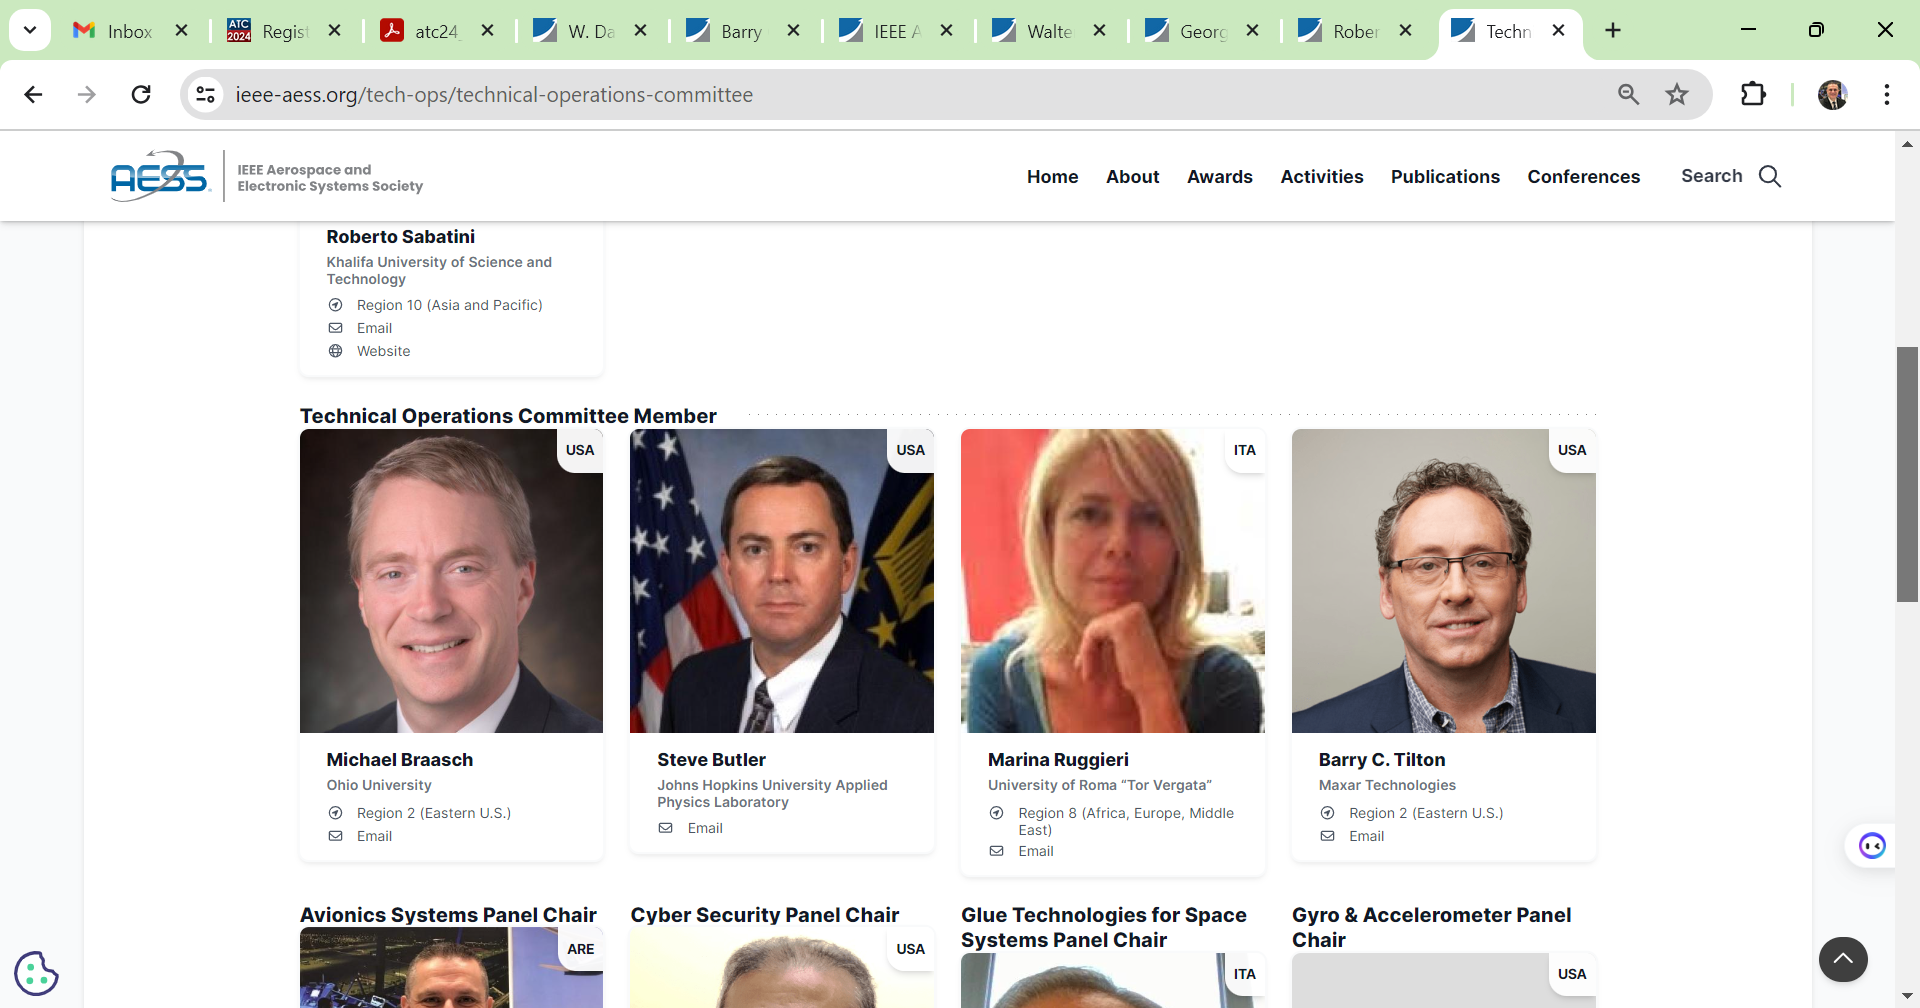 Inbox
Regist
atc24_
W. Da
Barry
IEEE A
Walte
Georg
Rober
Techn
ieee-aess.org/tech-ops/technical-operations-committee
AESS
IEEE Aerospace and
Electronic Systems Society
Home
About
Awards
Activities
Publications
Conferences
Search
Roberto Sabatini
Khalifa University of Science and
Technology
Region 10 (Asia and Pacific)
Email
Website
Technical Operations Committee Member
USA
USA
ITA
USA
Michael Braasch
Ohio University
Region 2 (Eastern U.S.)
Email
Steve Butler
Johns Hopkins University Applied
Physics Laboratory
Email
Marina Ruggieri
University of Roma “Tor Vergata”
Region 8 (Africa, Europe, Middle
East)
Email
Barry C. Tilton
Maxar Technologies
Region 2 (Eastern U.S.)
Email
Avionics Systems Panel Chair
ARE
Cyber Security Panel Chair
USA
Glue Technologies for Space
Systems Panel Chair
ITA
Gyro & Accelerometer Panel
Chair
USA
ATC
2024